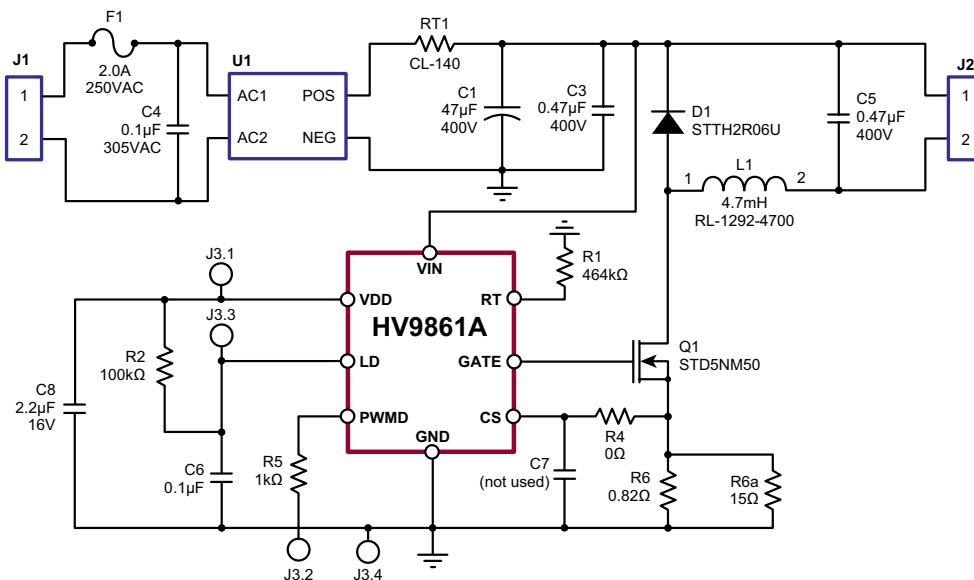 F1
2.0A
250VAC
J1
1
2
C4
0.1µF
305VAC
U1
AC1
POS
AC2
NEG
RT1
CL-140
C1
47µF
400V
C3
0.47µF
400V
D1
STTH2R06U
C5
0.47µF
400V
J2
1
2
L1
1
2
4.7mH
RL-1292-4700
J3.1
J3.3
VIN
VDD
RT
R1
464kΩ
HV9861A
R2
100kΩ
LD
GATE
Q1
STD5NM50
C8
2.2µF
16V
PWMD
CS
GND
R4
0Ω
C6
0.1µF
R5
1kΩ
C7
(not used)
R6
0.82Ω
R6a
15Ω
J3.2
J3.4